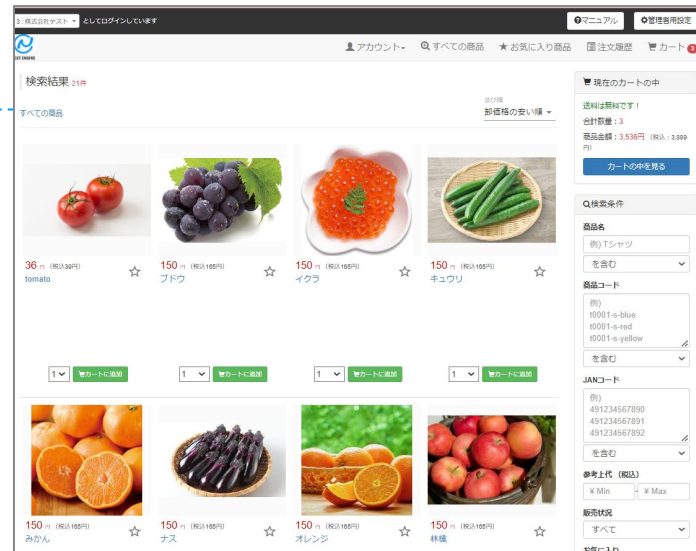 3 : 株式会社テスト としてログインしています
マニュアル 管理者用設定
アカウント すべての商品 お気に入り商品 注文履歴 カート 3
検索結果 21件
並び順
すべての商品 卸価格の安い順
36 円 (税込39円)
tomato
150 円 (税込165円)
ブドウ
150 円 (税込165円)
イクラ
150 円 (税込165円)
キュウリ
1 カートに追加
1 カートに追加
1 カートに追加
1 カートに追加
150 円 (税込165円)
みかん
150 円 (税込165円)
ナス
150 円 (税込165円)
オレンジ
150 円 (税込165円)
林檎
現在のカートの中
送料は無料です！
合計数量：3
商品金額：3,536円 (税込：3,889
円)
カートの中を見る
検索条件
商品名
例) Tシャツ
を含む
商品コード
例)
t0001-s-blue
t0001-s-red
t0001-s-yellow
を含む
JANコード
例)
491234567890
491234567891
491234567892
を含む
参考上代 (税込)
¥ Min - ¥ Max
販売状況
すべて
お気に入り